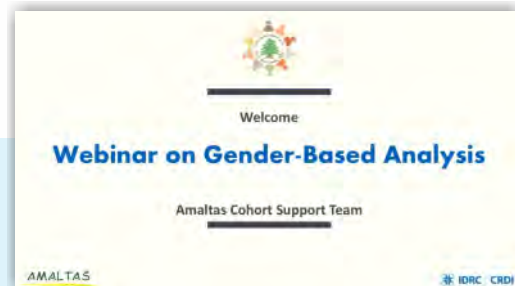 Welcome
Webinar on Gender-Based Analysis
Amaltas Cohort Support Team
AMALTAS
IDRC CRDI